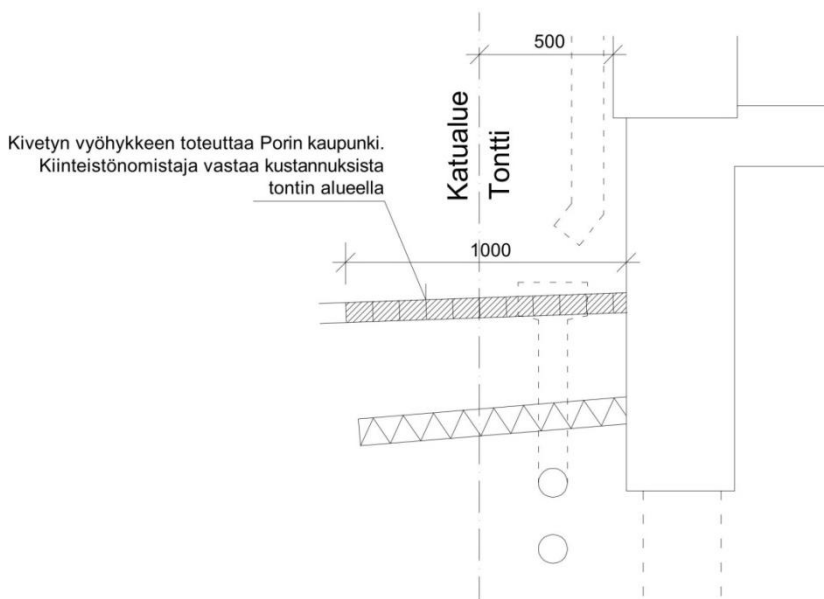 500
Kivetyn vyöhykkeen toteuttaa Porin kaupunki.
Kiinteistönomistaja vastaa kustannuksista
tontin alueella
Katualue
Tontti
1000